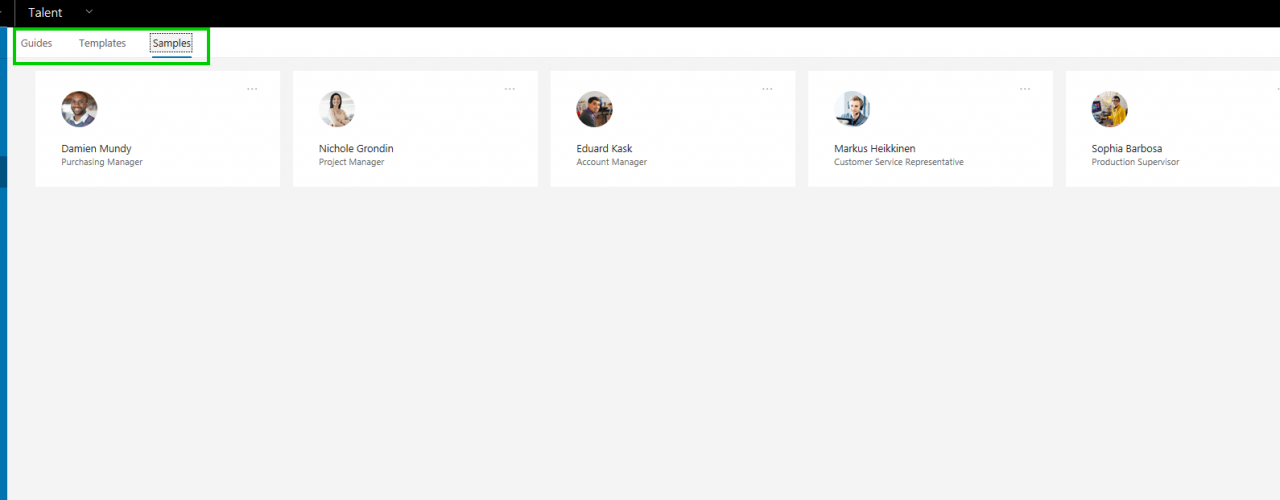 Talent
Guides Templates Samples
Damien Mundy
Purchasing Manager
Nichole Grondin
Project Manager
Eduard Kask
Account Manager
Markus Heikkinen
Customer Service Representative
Sophia Barbosa
Production Supervisor